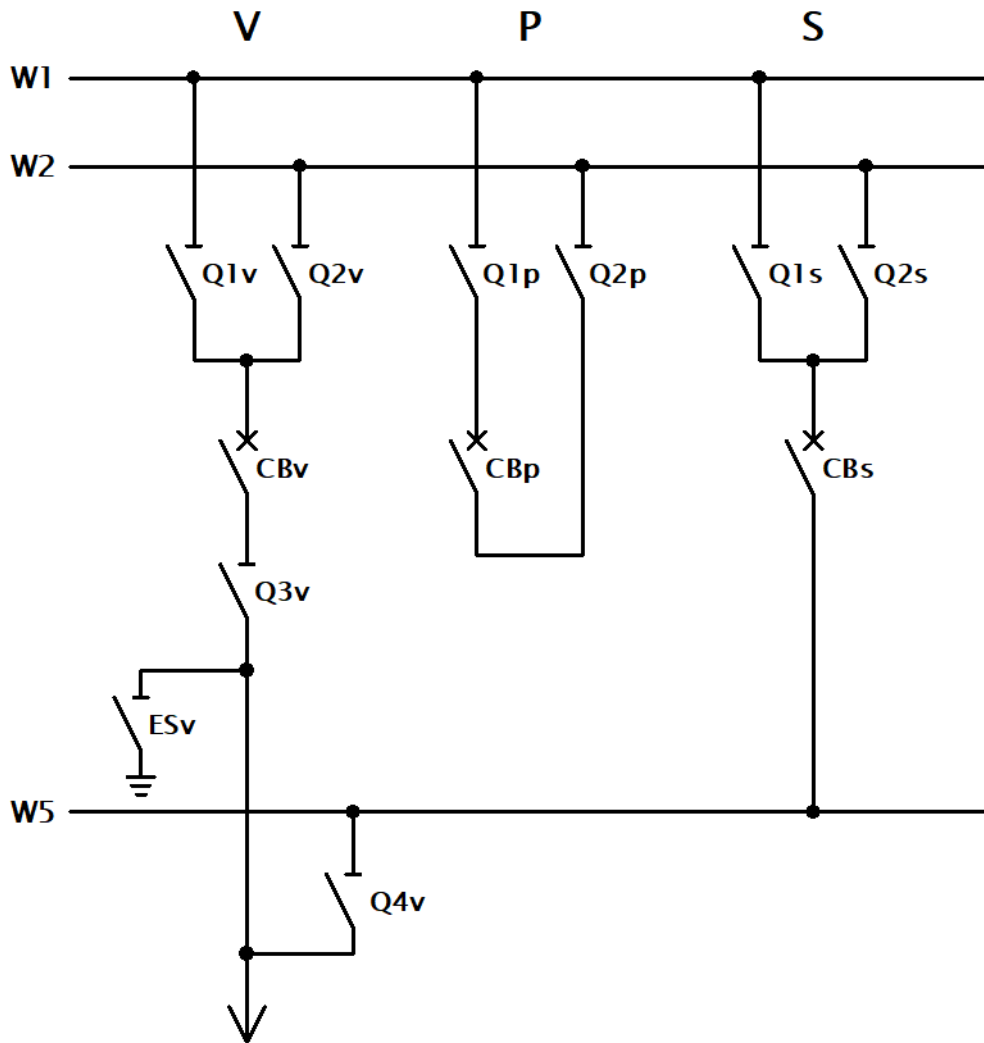 V P S
W1
W2
Q1v Q2v Q1p Q2p Q1s Q2s
CBv CBp CBs
Q3v
ESv
W5
Q4v